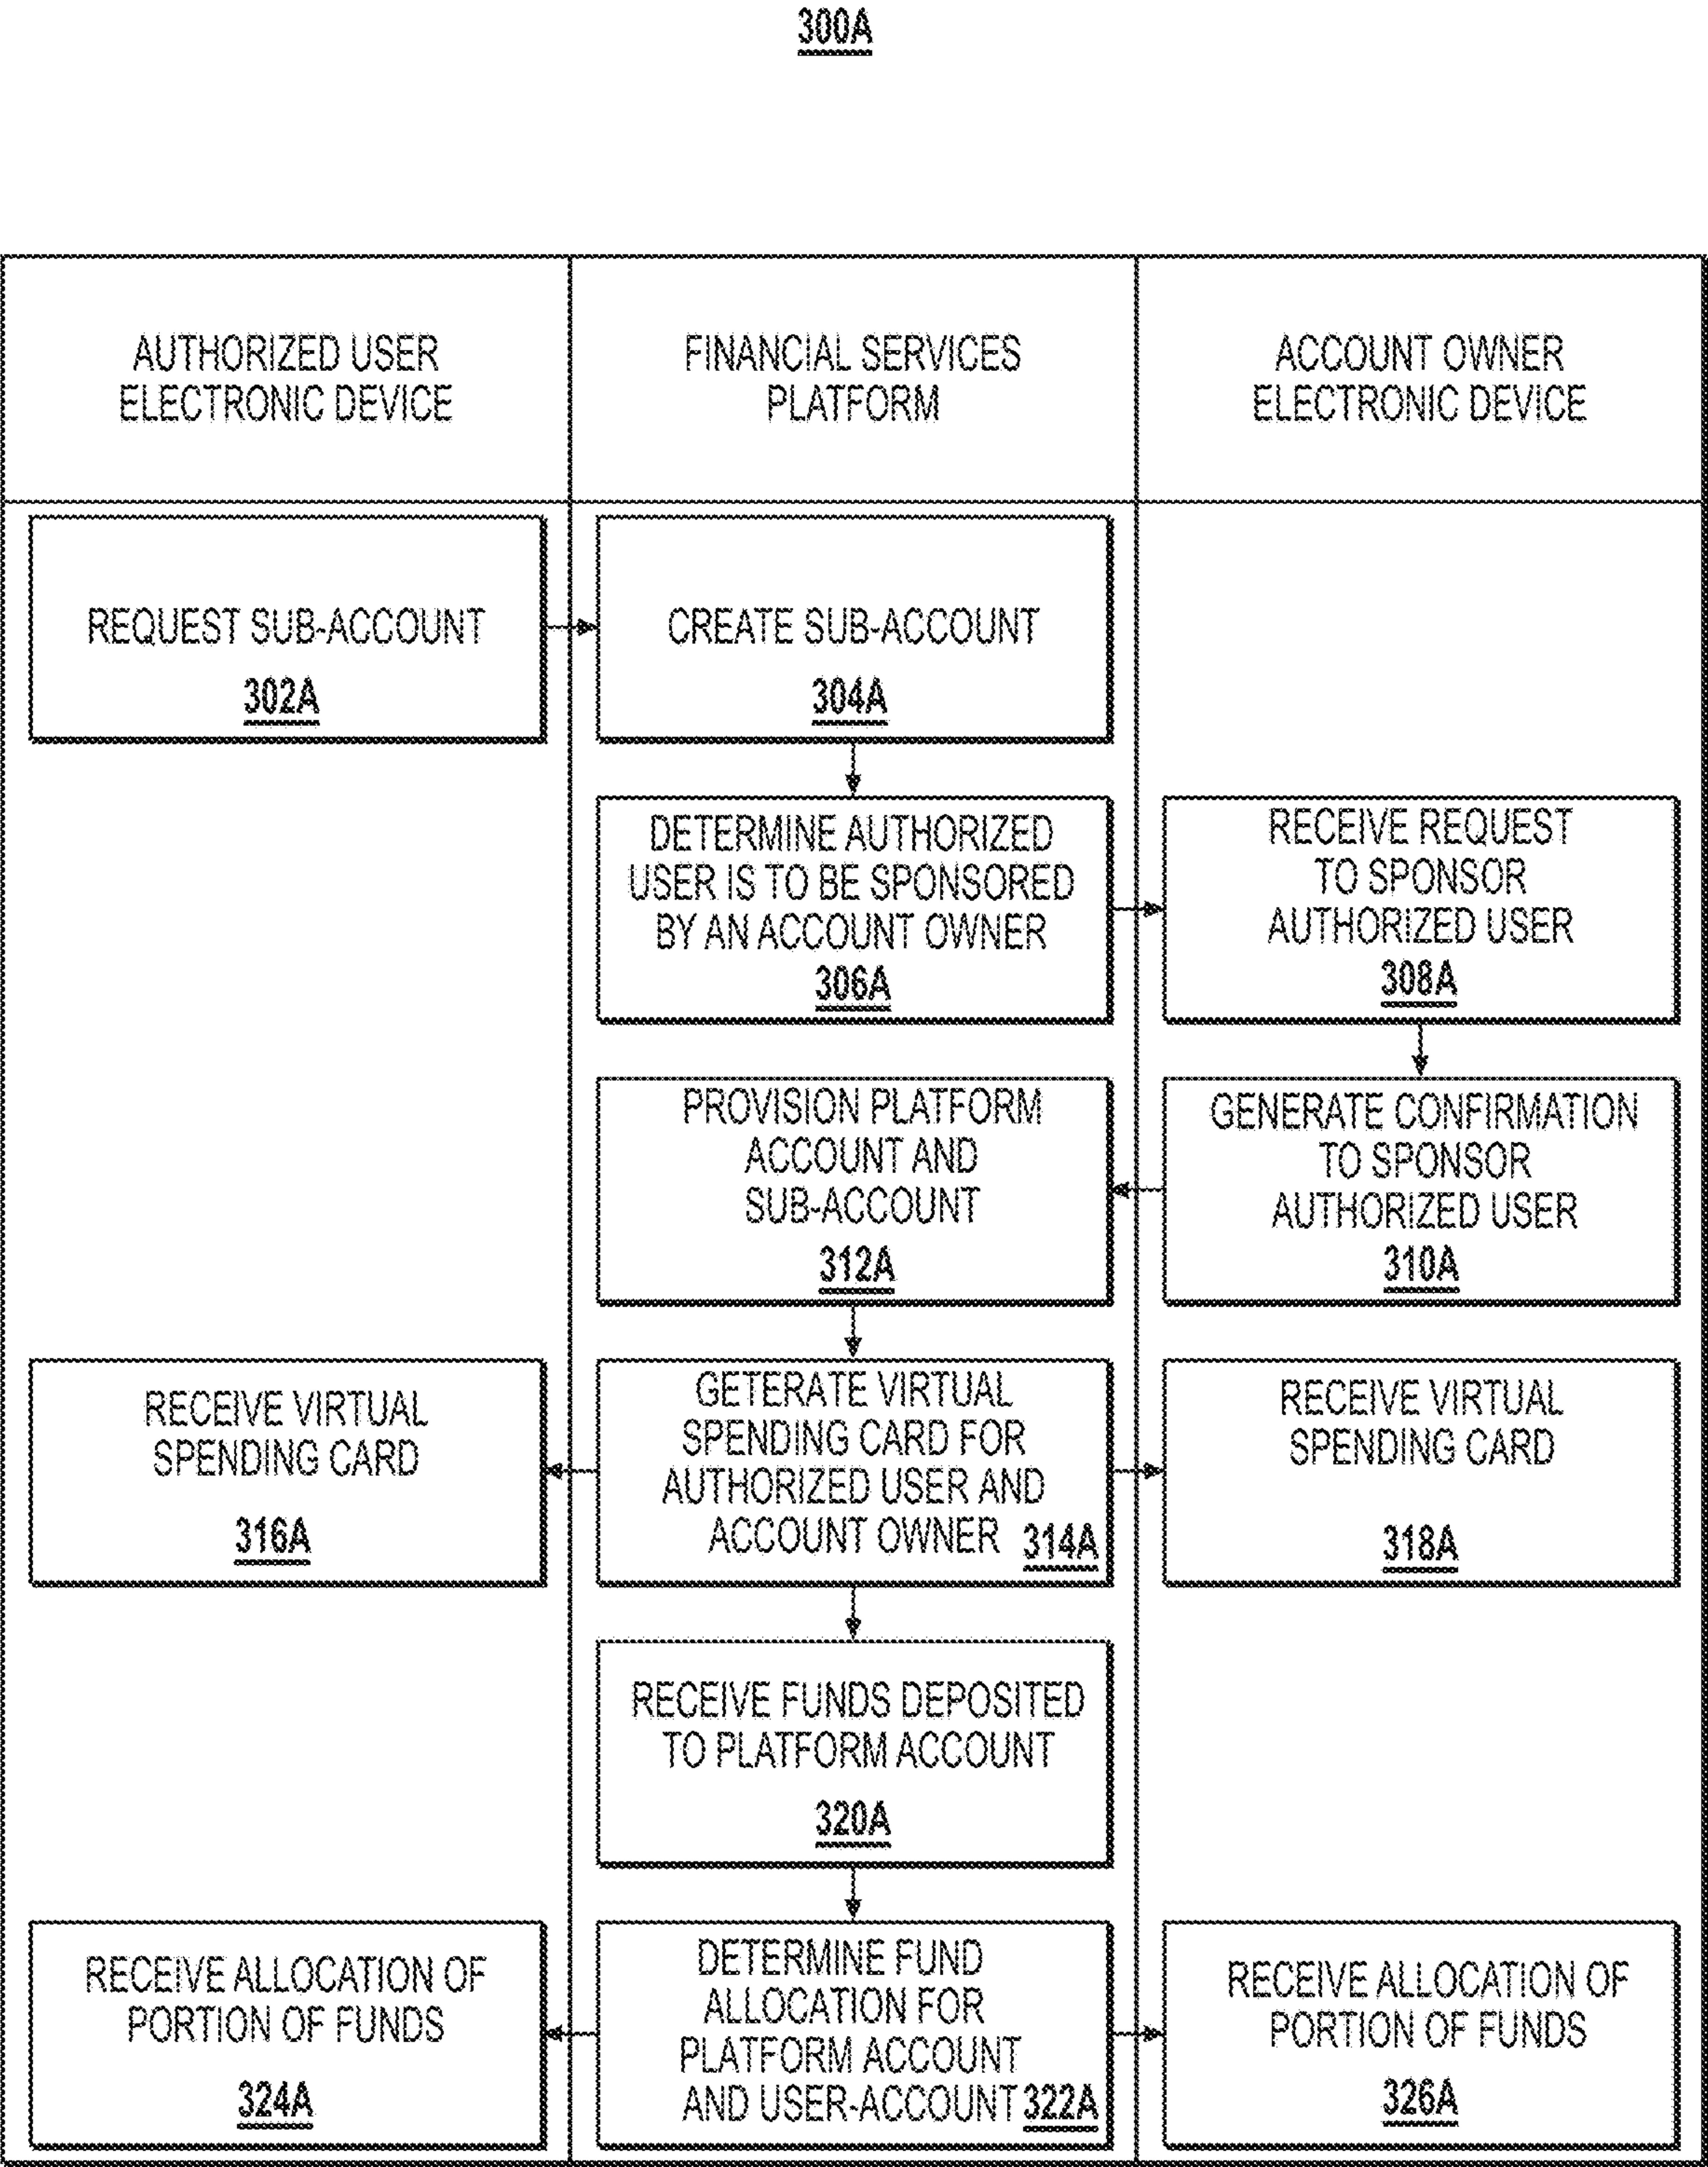 300A
AUTHORIZED USER
ELECTRONIC DEVICE
FINANCIAL SERVICES
PLATFORM
ACCOUNT OWNER
ELECTRONIC DEVICE
REQUEST SUB-ACCOUNT
302A
CREATE SUB-ACCOUNT
304A
DETERMINE AUTHORIZED
USER IS TO BE SPONSORED
BY AN ACCOUNT OWNER
306A
RECEIVE REQUEST
TO SPONSOR
AUTHORIZED USER
308A
PROVISION PLATFORM
ACCOUNT AND
SUB-ACCOUNT
312A
GENERATE CONFIRMATION
TO SPONSOR
AUTHORIZED USER
310A
RECEIVE VIRTUAL
SPENDING CARD
316A
GETERATE VIRTUAL
SPENDING CARD FOR
AUTHORIZED USER AND
ACCOUNT OWNER 314A
RECEIVE VIRTUAL
SPENDING CARD
318A
RECEIVE FUNDS DEPOSITED
TO PLATFORM ACCOUNT
320A
RECEIVE ALLOCATION OF
PORTION OF FUNDS
324A
DETERMINE FUND
ALLOCATION FOR
PLATFORM ACCOUNT
AND USER-ACCOUNT 322A
RECEIVE ALLOCATION OF
PORTION OF FUNDS
326A